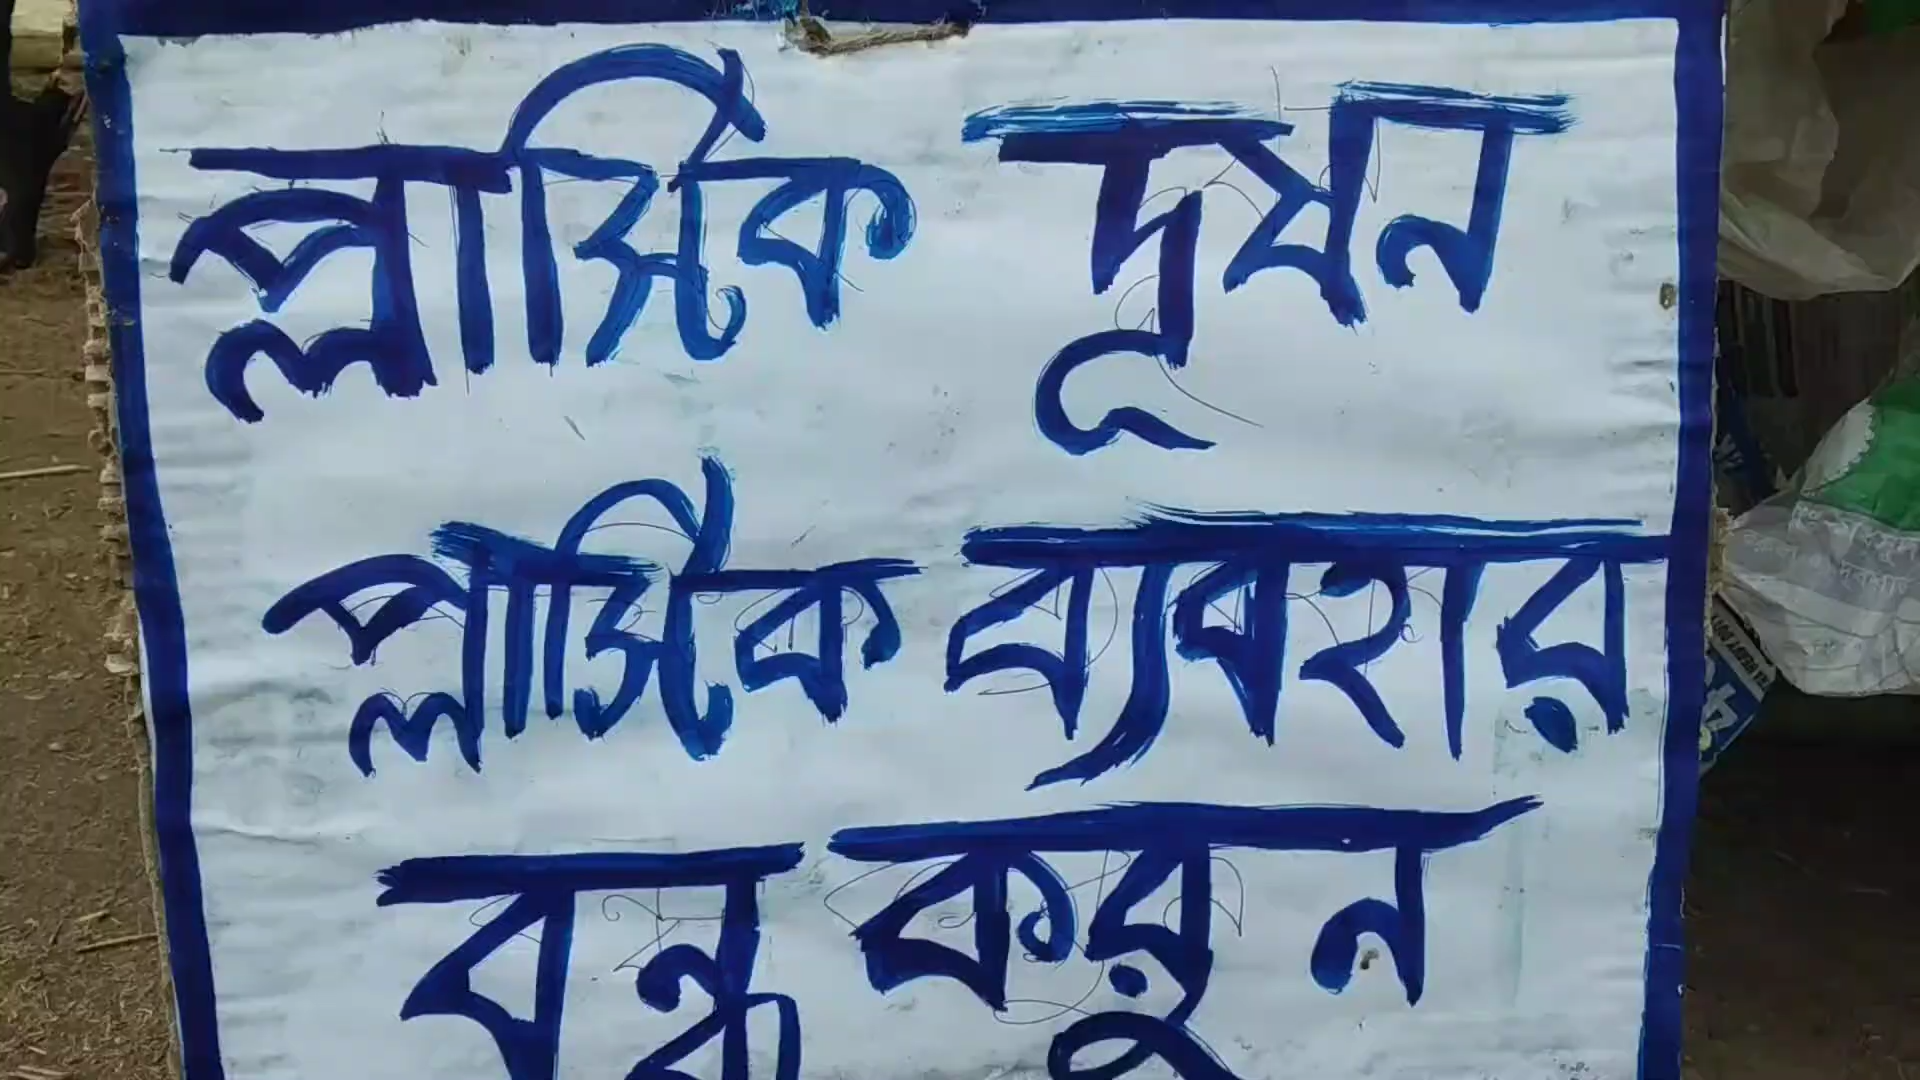 প্লাস্টিক দূষন
প্লাস্টিক ব্যবহার
বন্ধ করুন